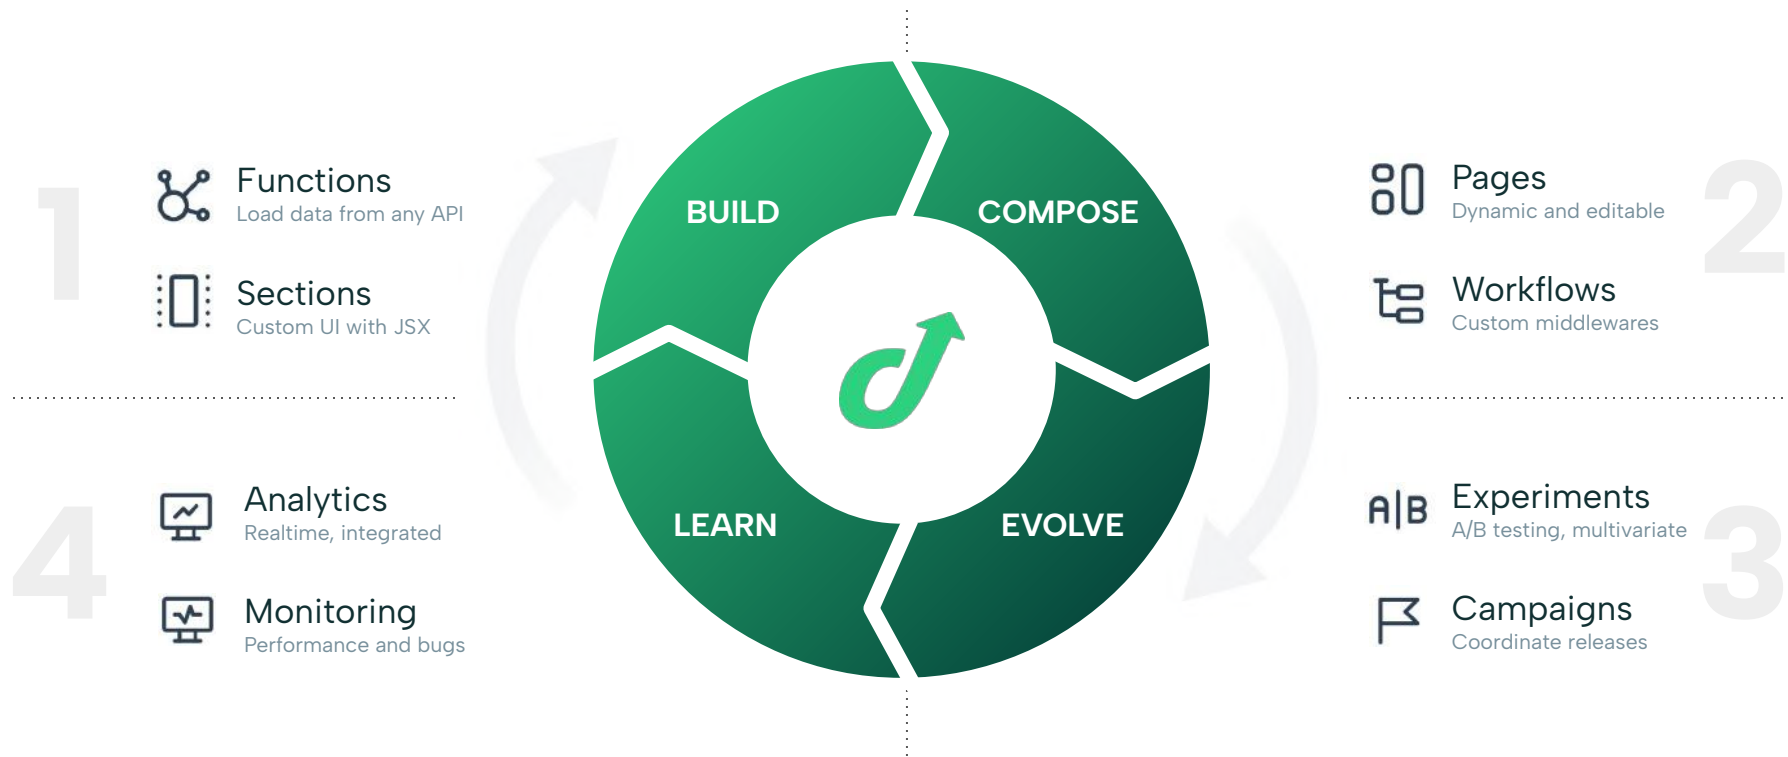 1
Functions
Load data from any API
Sections
Custom UI with JSX
BUILD
COMPOSE
2
Pages
Dynamic and editable
Workflows
Custom middlewares
4
Analytics
Realtime, integrated
Monitoring
Performance and bugs
LEARN
EVOLVE
3
A|B
Experiments
A/B testing, multivariate
Campaigns
Coordinate releases